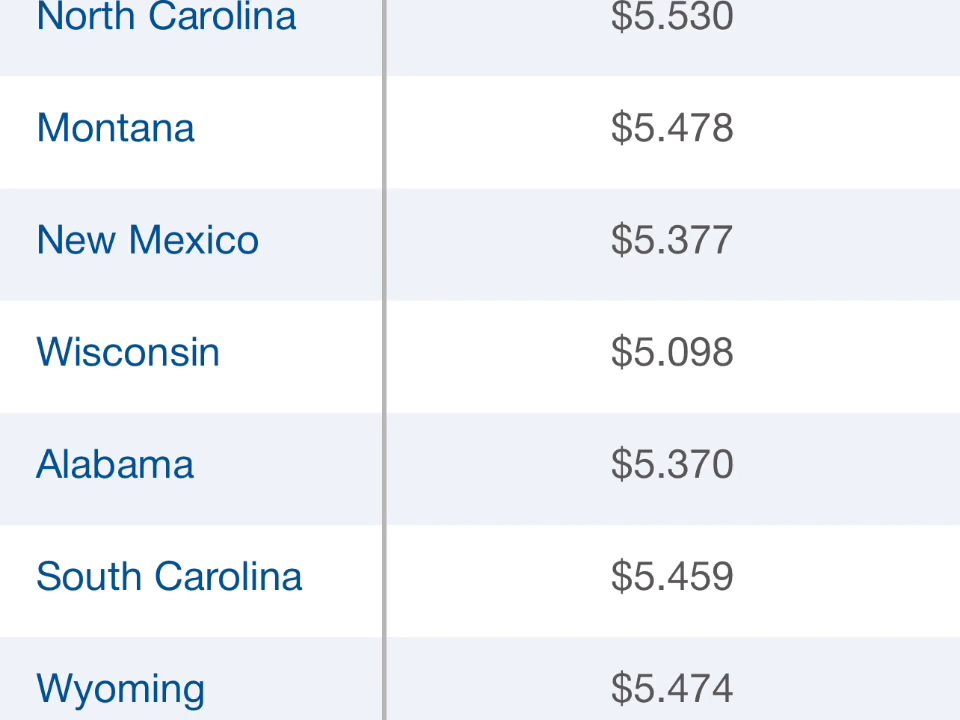 North Carolina $5.530
Montana $5.478
New Mexico $5.377
Wisconsin $5.098
Alabama $5.370
South Carolina $5.459
Wyoming $5.474